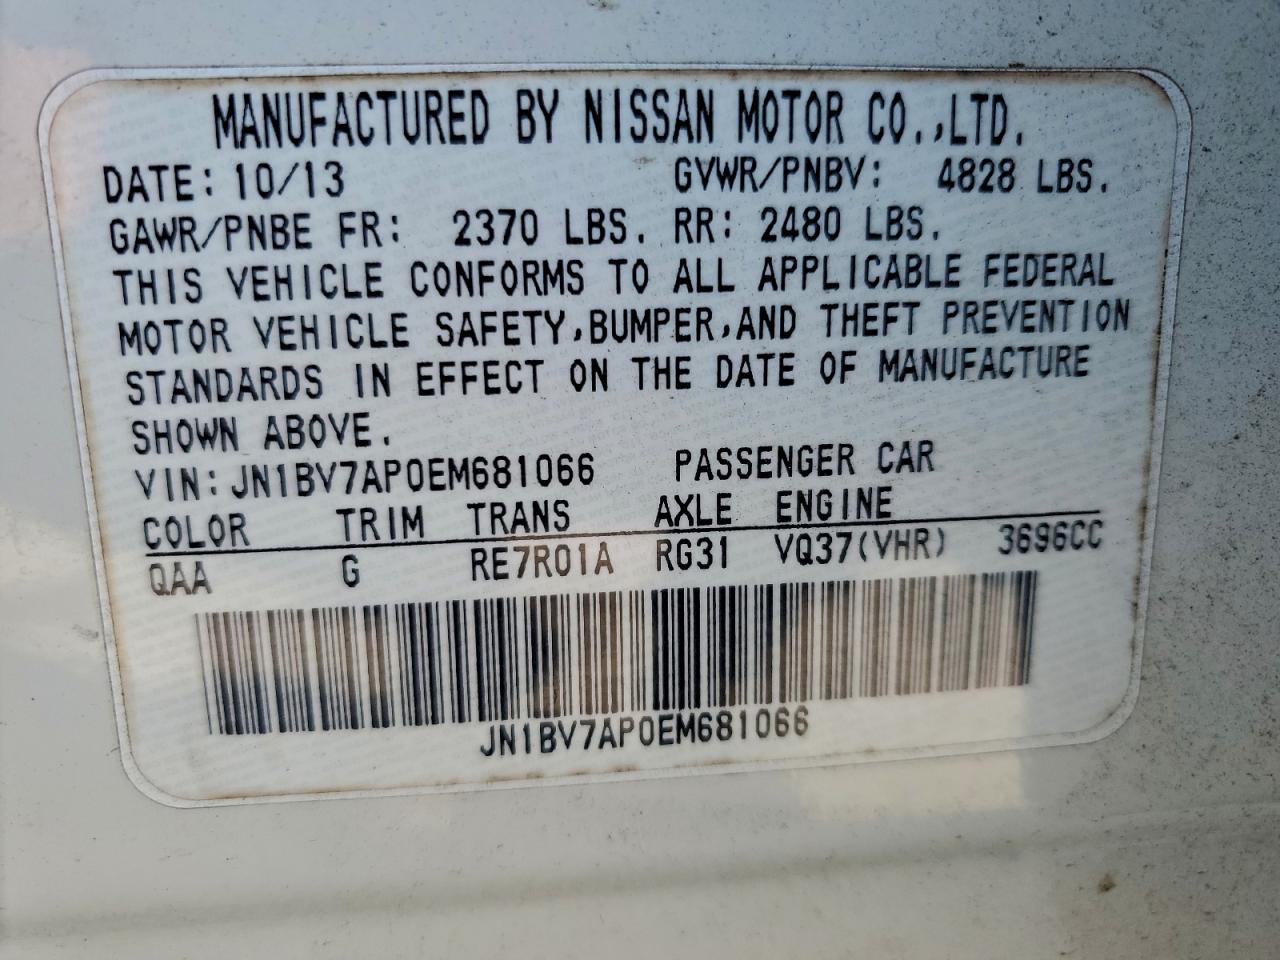 MANUFACTURED BY NISSAN MOTOR CO.,LTD.
DATE: 10/13 GVWR/PNBV: 4828 LBS.
GAWR/PNBE FR: 2370 LBS. RR: 2480 LBS.
THIS VEHICLE CONFORMS TO ALL APPLICABLE FEDERAL
MOTOR VEHICLE SAFETY,BUMPER,AND THEFT PREVENTION
STANDARDS IN EFFECT ON THE DATE OF MANUFACTURE
SHOWN ABOVE.
VIN: JN1BV7AP0EM681066 PASSENGER CAR
COLOR TRIM TRANS AXLE ENGINE
QAA G RE7R01A RG31 VQ37(VHR) 3696CC
JN1BV7AP0EM681066